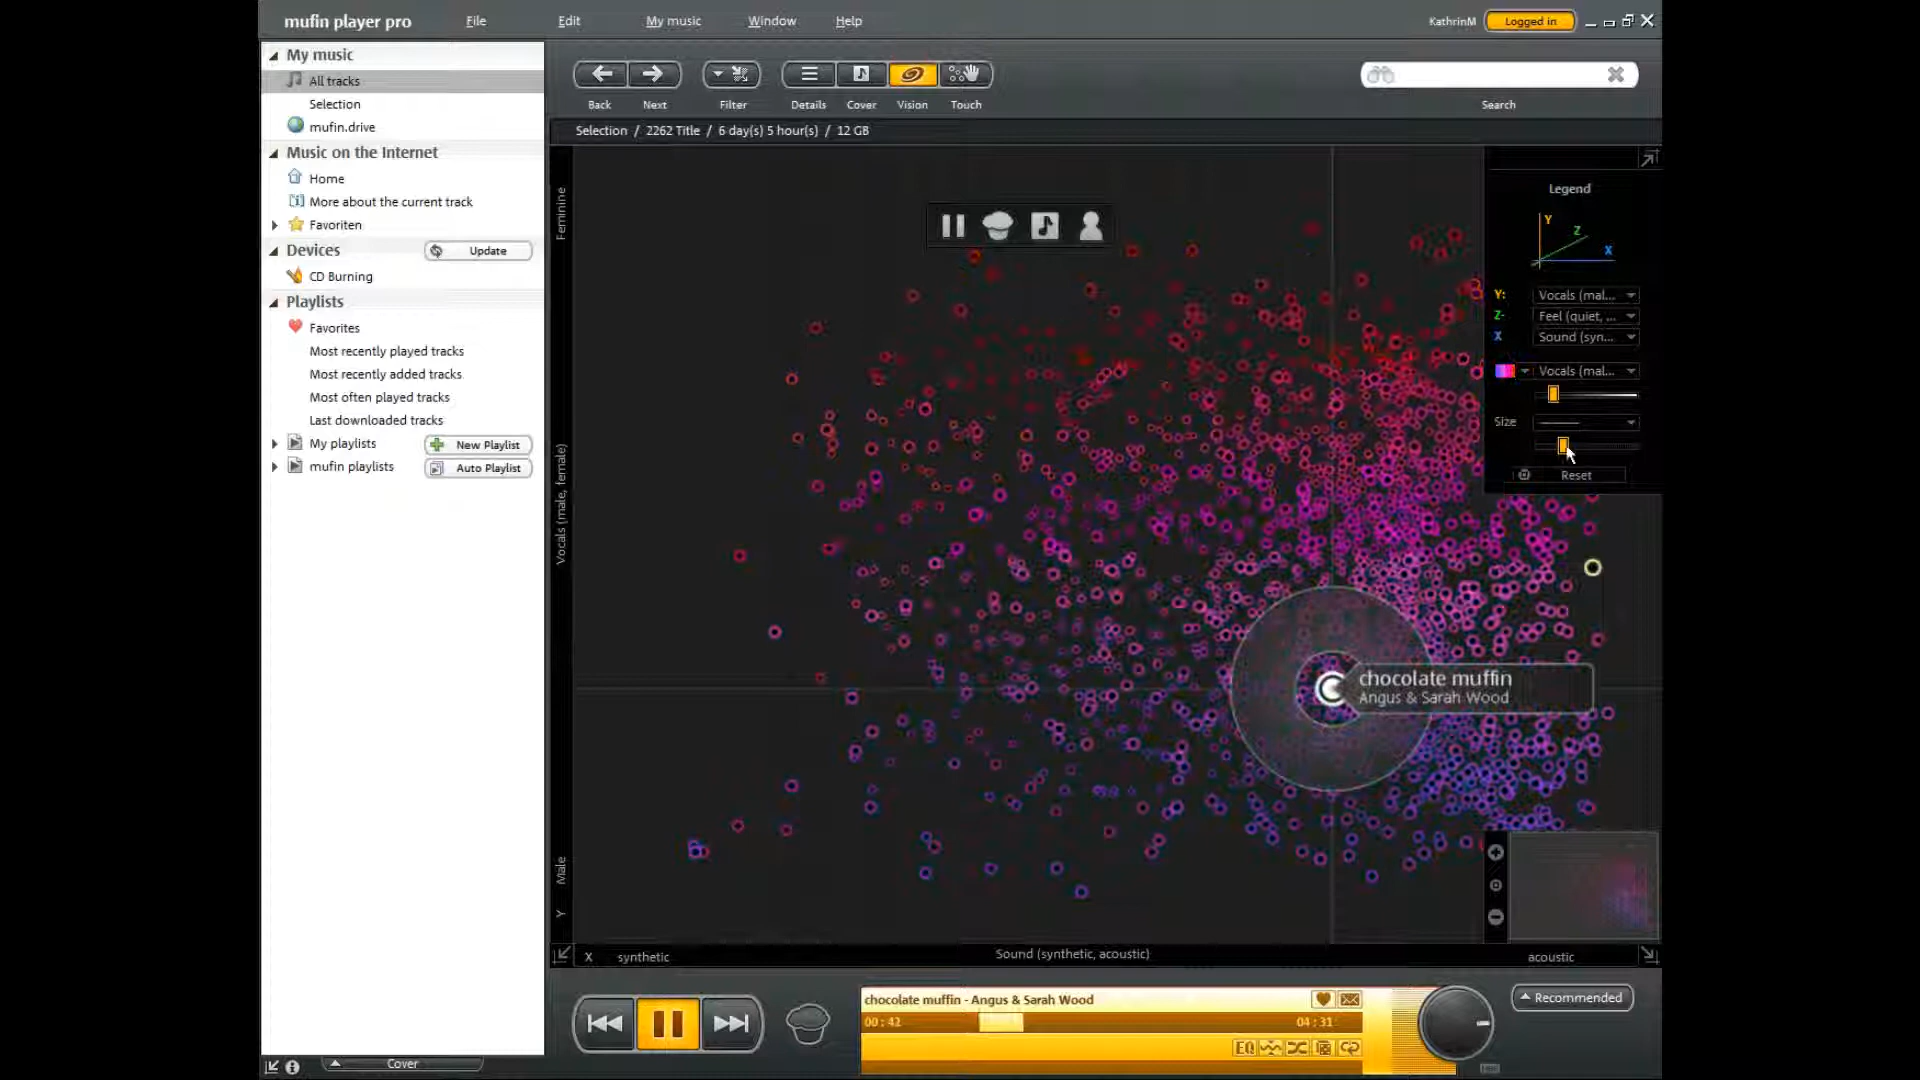 mufin player pro
File
Edit
My music
Window
Help
KathrinM
Logged in
My music
All tracks
Selection
mufin.drive
Music on the Internet
Home
More about the current track
Favoriten
Devices
Update
CD Burning
Playlists
Favorites
Most recently played tracks
Most recently added tracks
Most often played tracks
Last downloaded tracks
My playlists
New Playlist
mufin playlists
Auto Playlist
Cover
Back
Next
Filter
Details
Cover
Vision
Touch
Search
Selection / 2262 Title / 6 day(s) 5 hour(s) / 12 GB
Feminine
Vocals (male, female)
Male
Y
Legend
Y
Z
X
Y: Vocals (mal...
Z- Feel (quiet, ...
X Sound (syn...
Vocals (mal...
Size
Reset
chocolate muffin
Angus & Sarah Wood
X
synthetic
Sound (synthetic, acoustic)
acoustic
chocolate muffin - Angus & Sarah Wood
00:42
04:31
EQ
Recommended